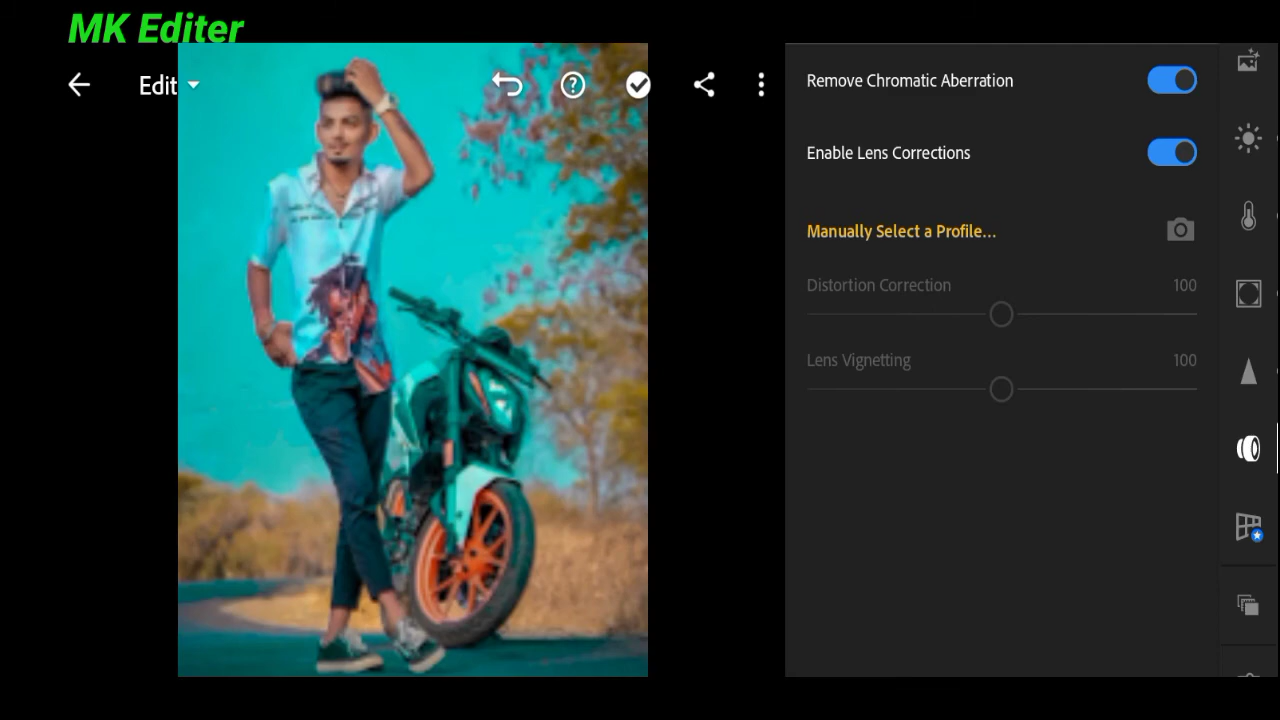 MK Editer
Edit
Remove Chromatic Aberration
Enable Lens Corrections
Manually Select a Profile...
Distortion Correction 100
Lens Vignetting 100